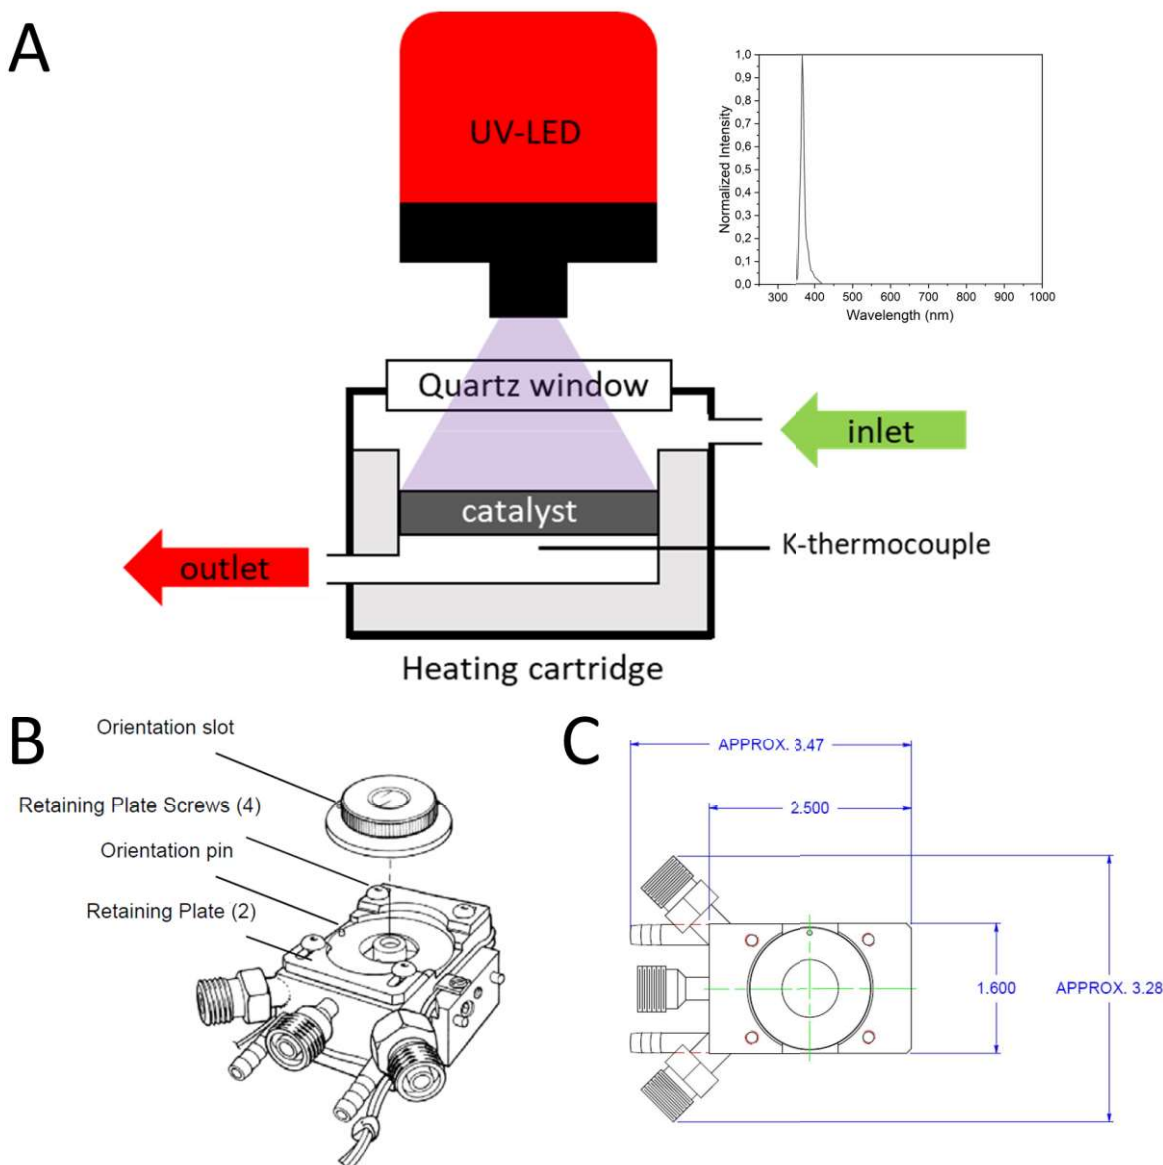 A
UV-LED
Quartz window
inlet
catalyst
K-thermocouple
outlet
Heating cartridge
1,0
0,9
0,8
0,7
0,6
0,5
0,4
0,3
0,2
0,1
0,0
Normalized Intensity
300 400 500 600 700 800 900 1000
Wavelength (nm)
B
Orientation slot
Retaining Plate Screws (4)
Orientation pin
Retaining Plate (2)
C
APPROX. 3.47
2.500
1.600
APPROX. 3.28